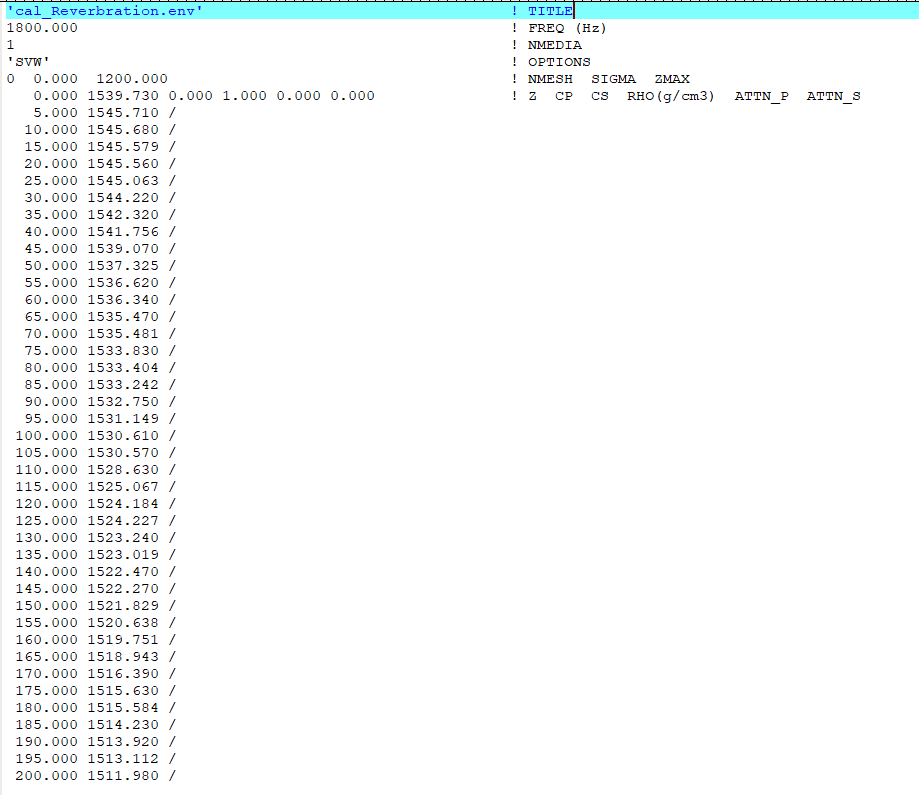 'cal_Reverbration.env' ! TITLE
1800.000 ! FREQ (Hz)
1 ! NMEDIA
'SVW' ! OPTIONS
0 0.000 1200.000 ! NMESH SIGMA ZMAX
0.000 1539.730 0.000 1.000 0.000 0.000 ! Z CP CS RHO(g/cm3) ATTN_P ATTN_S
5.000 1545.710 /
10.000 1545.680 /
15.000 1545.579 /
20.000 1545.560 /
25.000 1545.063 /
30.000 1544.220 /
35.000 1542.320 /
40.000 1541.756 /
45.000 1539.070 /
50.000 1537.325 /
55.000 1536.620 /
60.000 1536.340 /
65.000 1535.470 /
70.000 1535.481 /
75.000 1533.830 /
80.000 1533.404 /
85.000 1533.242 /
90.000 1532.750 /
95.000 1531.149 /
100.000 1530.610 /
105.000 1530.570 /
110.000 1528.630 /
115.000 1525.067 /
120.000 1524.184 /
125.000 1524.227 /
130.000 1523.240 /
135.000 1523.019 /
140.000 1522.470 /
145.000 1522.270 /
150.000 1521.829 /
155.000 1520.638 /
160.000 1519.751 /
165.000 1518.943 /
170.000 1516.390 /
175.000 1515.630 /
180.000 1515.584 /
185.000 1514.230 /
190.000 1513.920 /
195.000 1513.112 /
200.000 1511.980 /